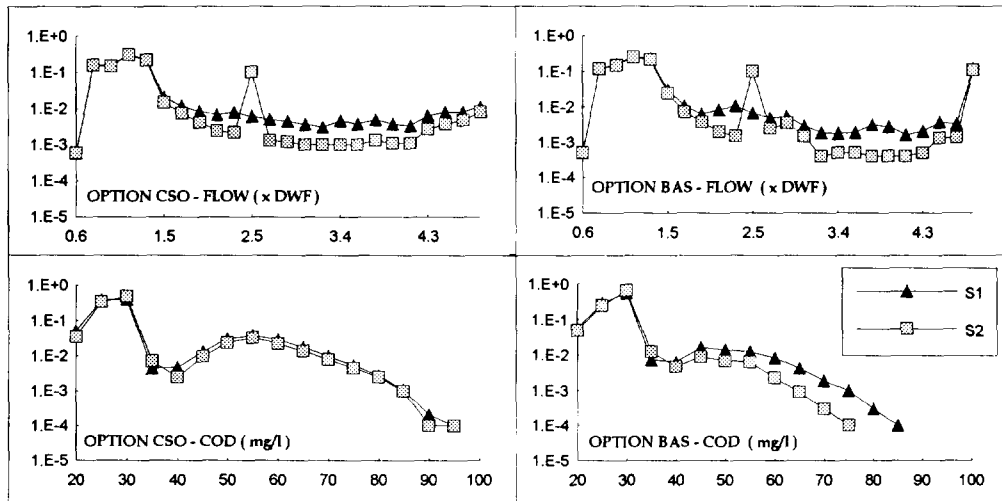 1.E+0
1.E-1
1.E-2
1.E-3
1.E-4
1.E-5
OPTION CSO - FLOW ( x DWF)
0.6 1.5 2.5 3.4 4.3
1.E+0
1.E-1
1.E-2
1.E-3
1.E-4
1.E-5
OPTION BAS - FLOW ( x DWF)
0.6 1.5 2.5 3.4 4.3
1.E+0
1.E-1
1.E-2
1.E-3
1.E-4
1.E-5
OPTION CSO - COD ( mg/l )
20 30 40 50 60 70 80 90 100
1.E+0
1.E-1
1.E-2
1.E-3
1.E-4
1.E-5
S1
S2
OPTION BAS - COD ( mg/l )
20 30 40 50 60 70 80 90 100